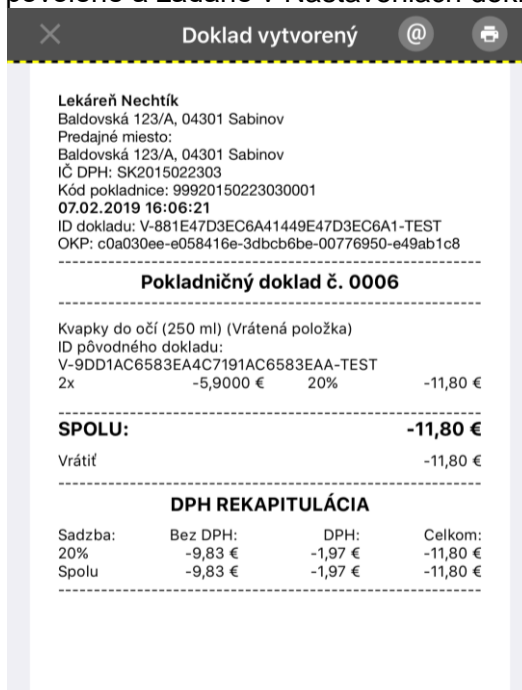 Doklad vytvorený @
Lekáreň Nechtík
Baldovská 123/A, 04301 Sabinov
Predajné miesto:
Baldovská 123/A, 04301 Sabinov
IČ DPH: SK2015022303
Kód pokladnice: 99920150223030001
07.02.2019 16:06:21
ID dokladu: V-881E47D3EC6A41449E47D3EC6A1-TEST
OKP: c0a030ee-e058416e-3dbcb6be-00776950-e49ab1c8
Pokladničný doklad č. 0006
Kvapky do očí (250 ml) (Vrátená položka)
ID pôvodného dokladu:
V-9DD1AC6583EA4C7191AC6583EAA-TEST
2x -5,9000 € 20% -11,80 €
SPOLU: -11,80 €
Vrátiť -11,80 €
DPH REKAPITULÁCIA
Sadzba: Bez DPH: DPH: Celkom:
20% -9,83 € -1,97 € -11,80 €
Spolu -9,83 € -1,97 € -11,80 €